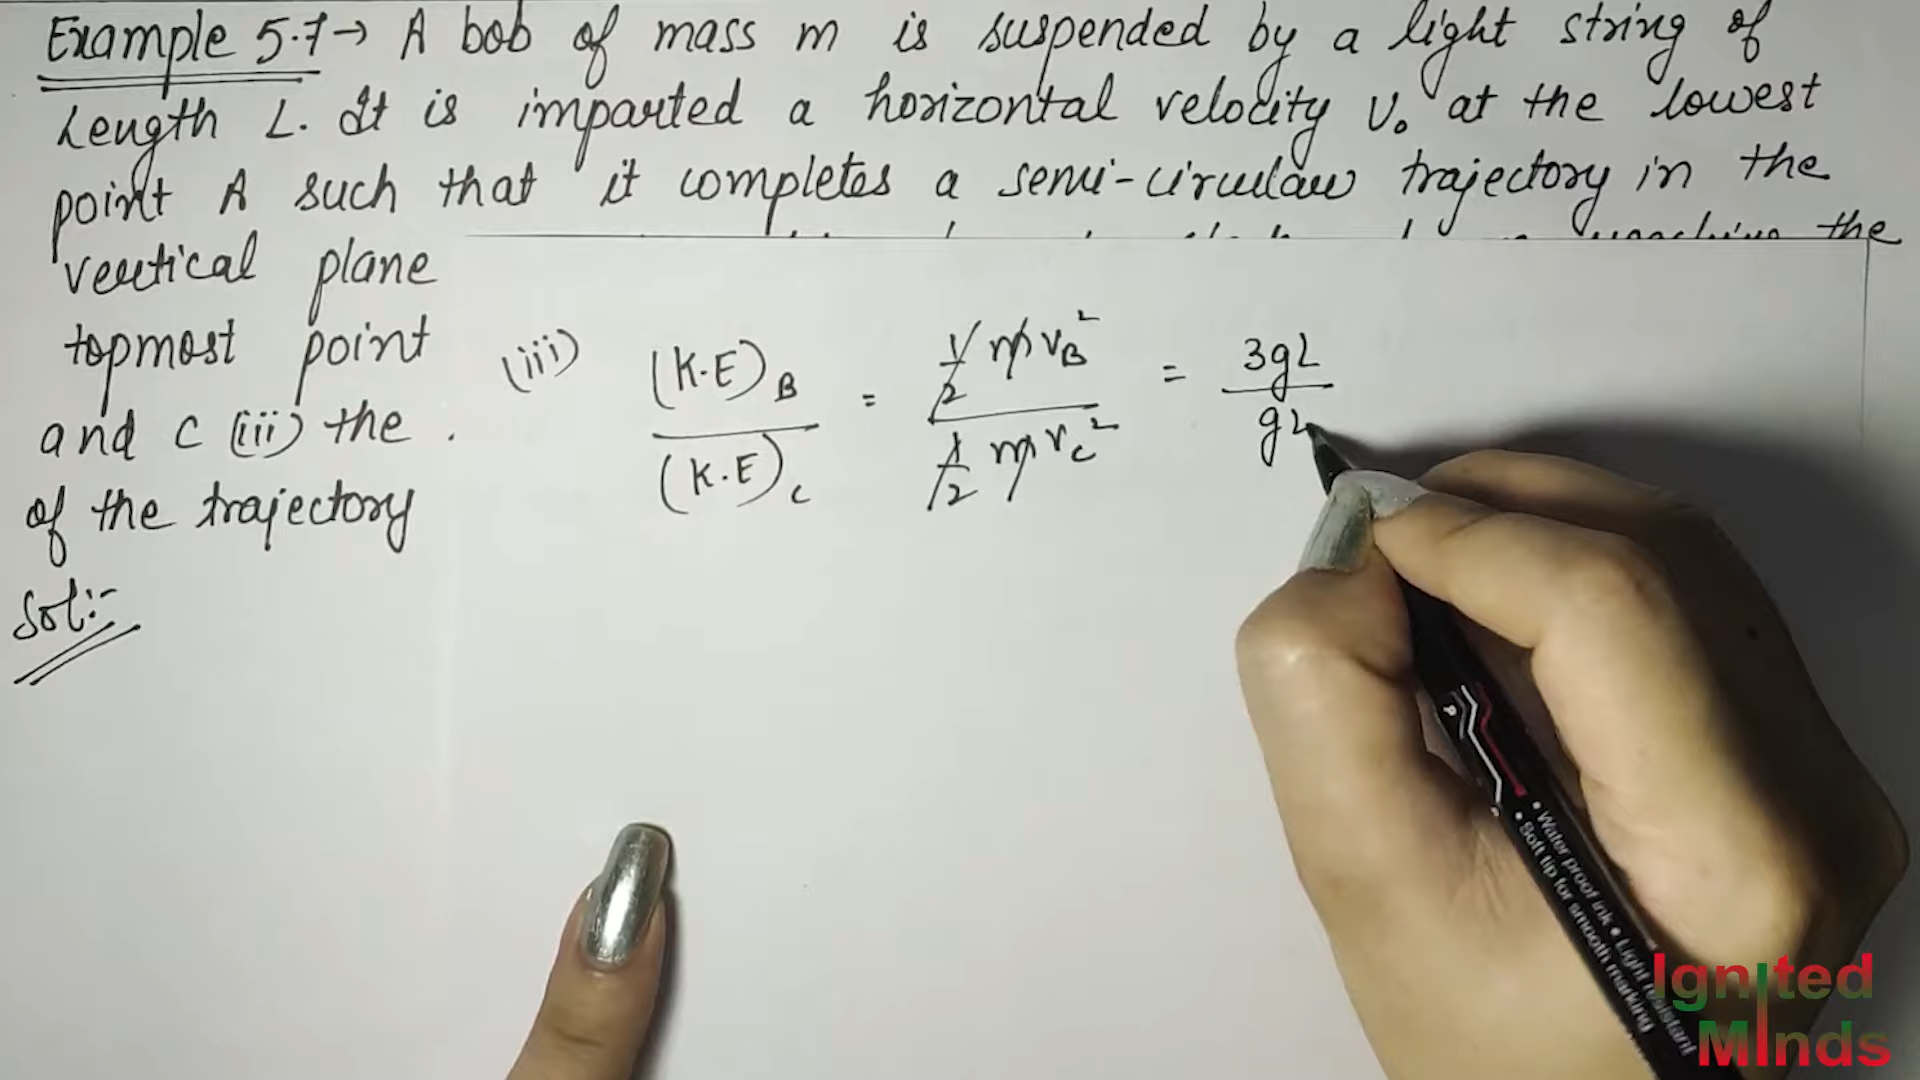 Example 5.7→ A bob of mass m is suspended by a light string of
Length L. It is imparted a horizontal velocity v₀ at the lowest
point A such that it completes a semi-circular trajectory in the
the
vertical plane
topmost point
and C (iii) the
of the trajectory
Sol:-
(iii) (K.E)_B / (K.E)_C = ½ m v_B² / ½ m v_C² = 3gL / gL
• Water proof ink • Light resistant
• Soft tip for smooth marking
Ignited
Minds